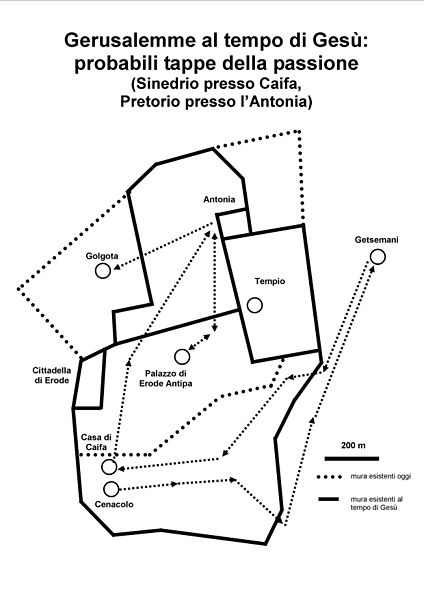 Gerusalemme al tempo di Gesù:
probabili tappe della passione
(Sinedrio presso Caifa,
Pretorio presso l'Antonia)
Antonia
Getsemani
Golgota
Tempio
Cittadella
di Erode
Palazzo di
Erode Antipa
Casa di
Caifa
Cenacolo
200 m
mura esistenti oggi
mura esistenti al
tempo di Gesù